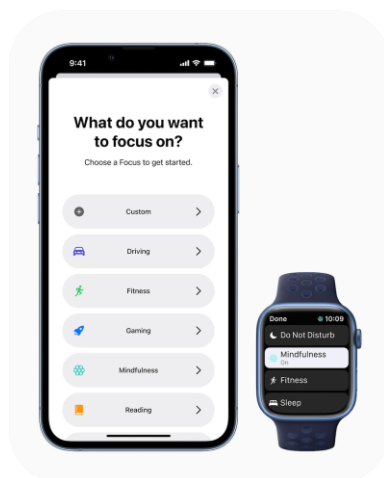 9:41
What do you want
to focus on?
Choose a Focus to get started.
Custom
Driving
Fitness
Gaming
Mindfulness
Reading
Done 10:09
Do Not Disturb
Mindfulness
On
Fitness
Sleep